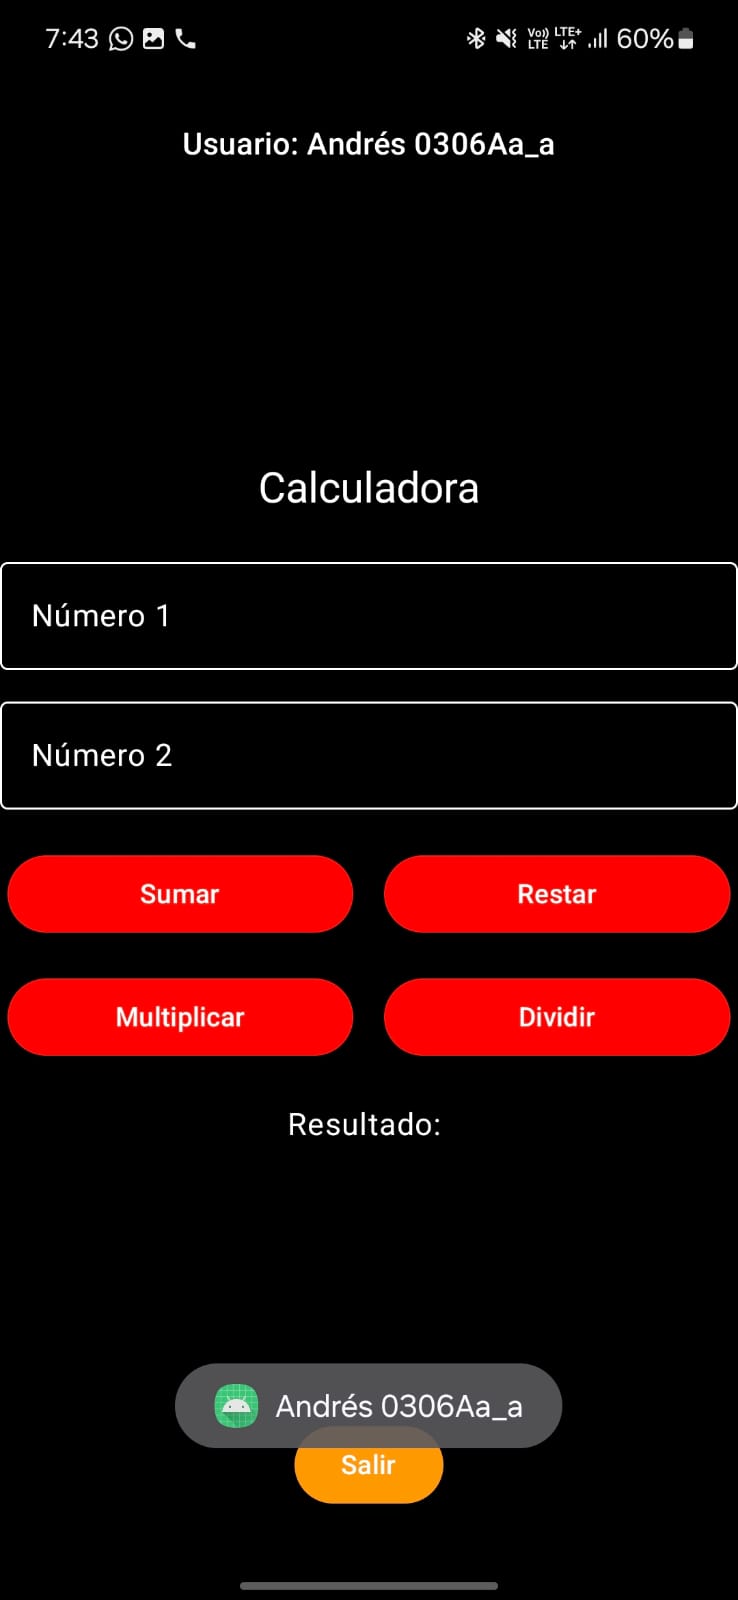 7:43 Vo)) LTE LTE+ 60%
Usuario: Andrés 0306Aa_a
Calculadora
Número 1
Número 2
Sumar Restar
Multiplicar Dividir
Resultado:
Andrés 0306Aa_a
Salir